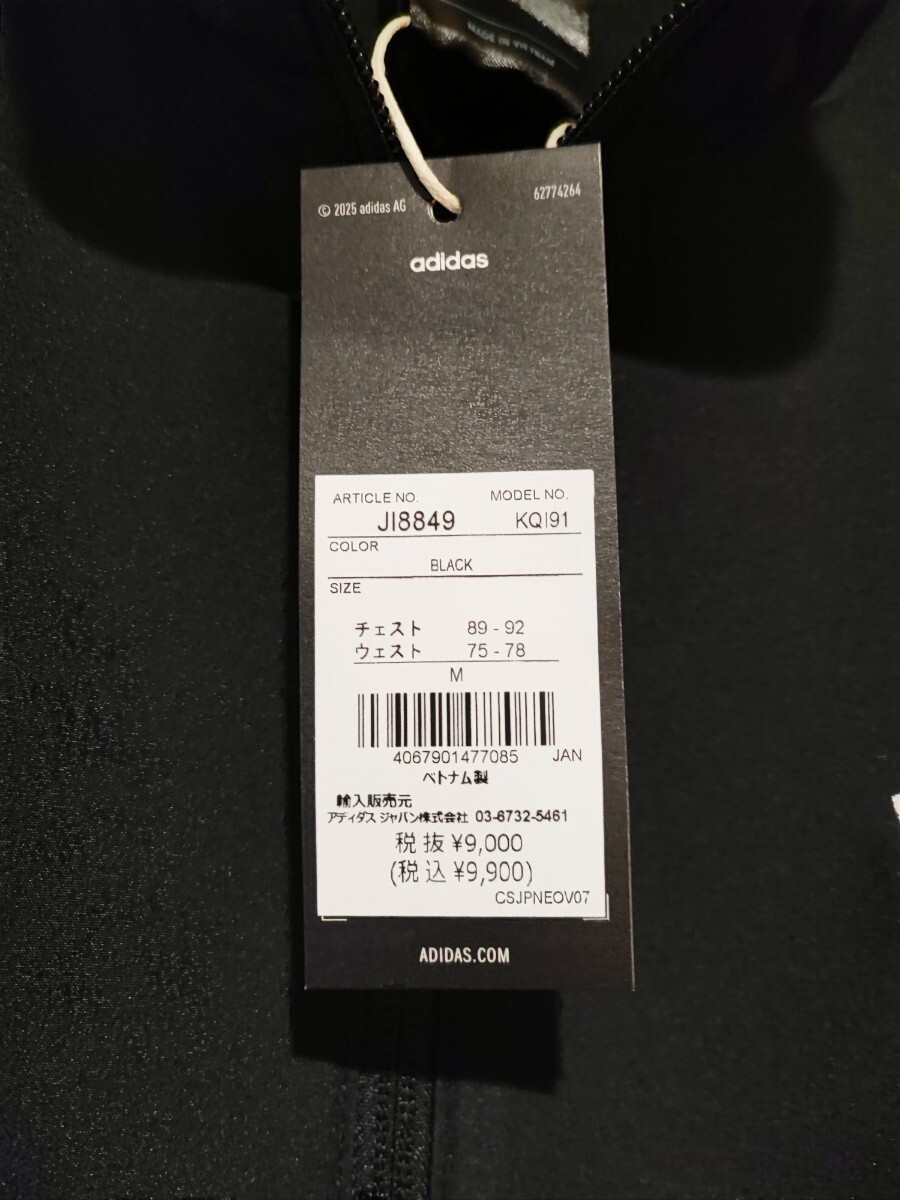 © 2025 adidas AG
62774264
adidas
ARTICLE NO. MODEL NO.
JI8849 KQI91
COLOR
BLACK
SIZE
チェスト 89 - 92
ウェスト 75 - 78
M
4067901477085 JAN
ベトナム製
輸入販売元
アディダス ジャパン株式会社 03-6732-5461
税抜 ¥9,000
(税込 ¥9,900)
CSJPNEOV07
ADIDAS.COM